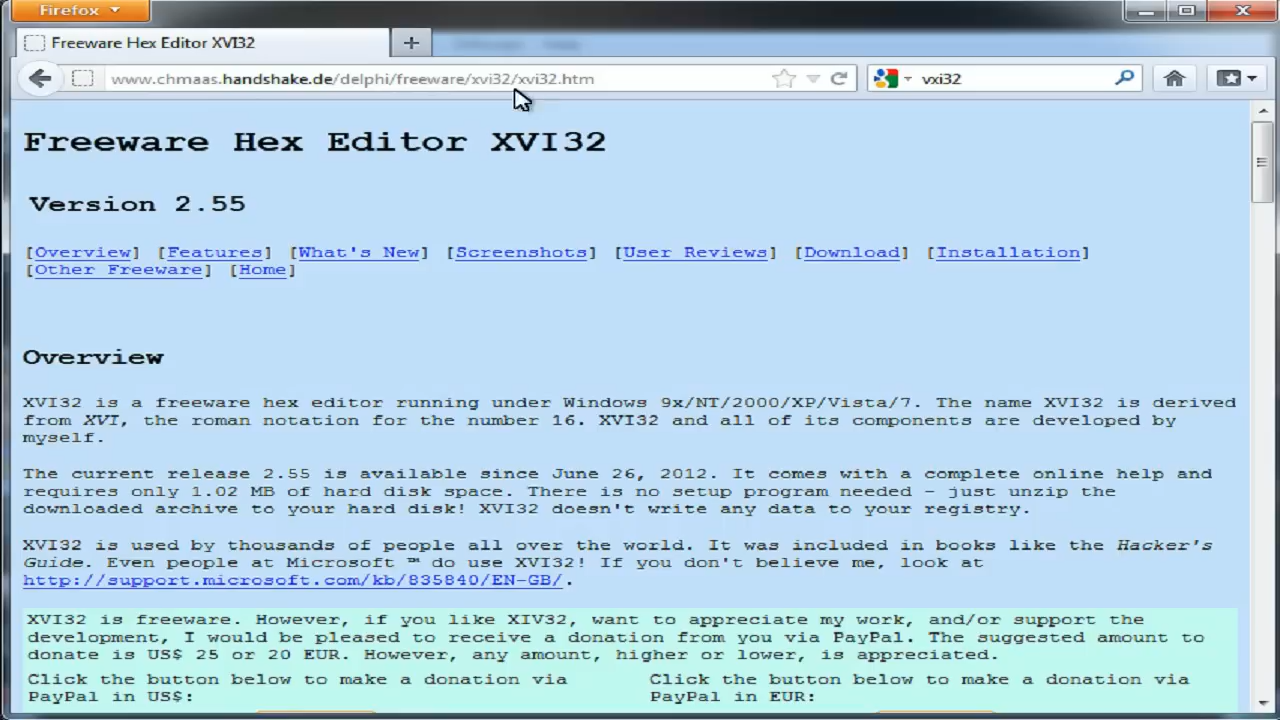 Firefox
Freeware Hex Editor XVI32
www.chmaas.handshake.de/delphi/freeware/xvi32/xvi32.htm
vxi32
Freeware Hex Editor XVI32
Version 2.55
[Overview] [Features] [What's New] [Screenshots] [User Reviews] [Download] [Installation]
[Other Freeware] [Home]
Overview
XVI32 is a freeware hex editor running under Windows 9x/NT/2000/XP/Vista/7. The name XVI32 is derived
from XVI, the roman notation for the number 16. XVI32 and all of its components are developed by
myself.
The current release 2.55 is available since June 26, 2012. It comes with a complete online help and
requires only 1.02 MB of hard disk space. There is no setup program needed - just unzip the
downloaded archive to your hard disk! XVI32 doesn't write any data to your registry.
XVI32 is used by thousands of people all over the world. It was included in books like the Hacker's
Guide. Even people at Microsoft ™ do use XVI32! If you don't believe me, look at
http://support.microsoft.com/kb/835840/EN-GB/.
XVI32 is freeware. However, if you like XIV32, want to appreciate my work, and/or support the
development, I would be pleased to receive a donation from you via PayPal. The suggested amount to
donate is US$ 25 or 20 EUR. However, any amount, higher or lower, is appreciated.
Click the button below to make a donation via
PayPal in US$:
Click the button below to make a donation via
PayPal in EUR: